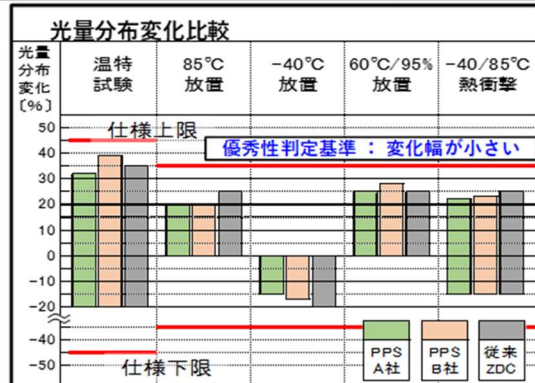 光量分布変化比較
光量
分布
変化
〔%〕
温特
試験
85℃
放置
-40℃
放置
60℃/95%
放置
-40/85℃
熱衝撃
50
40
30
20
10
0
-10
-20
-40
-50
仕様上限
優秀性判定基準 : 変化幅が小さい
仕様下限
PPS
A社
PPS
B社
従来
ZDC